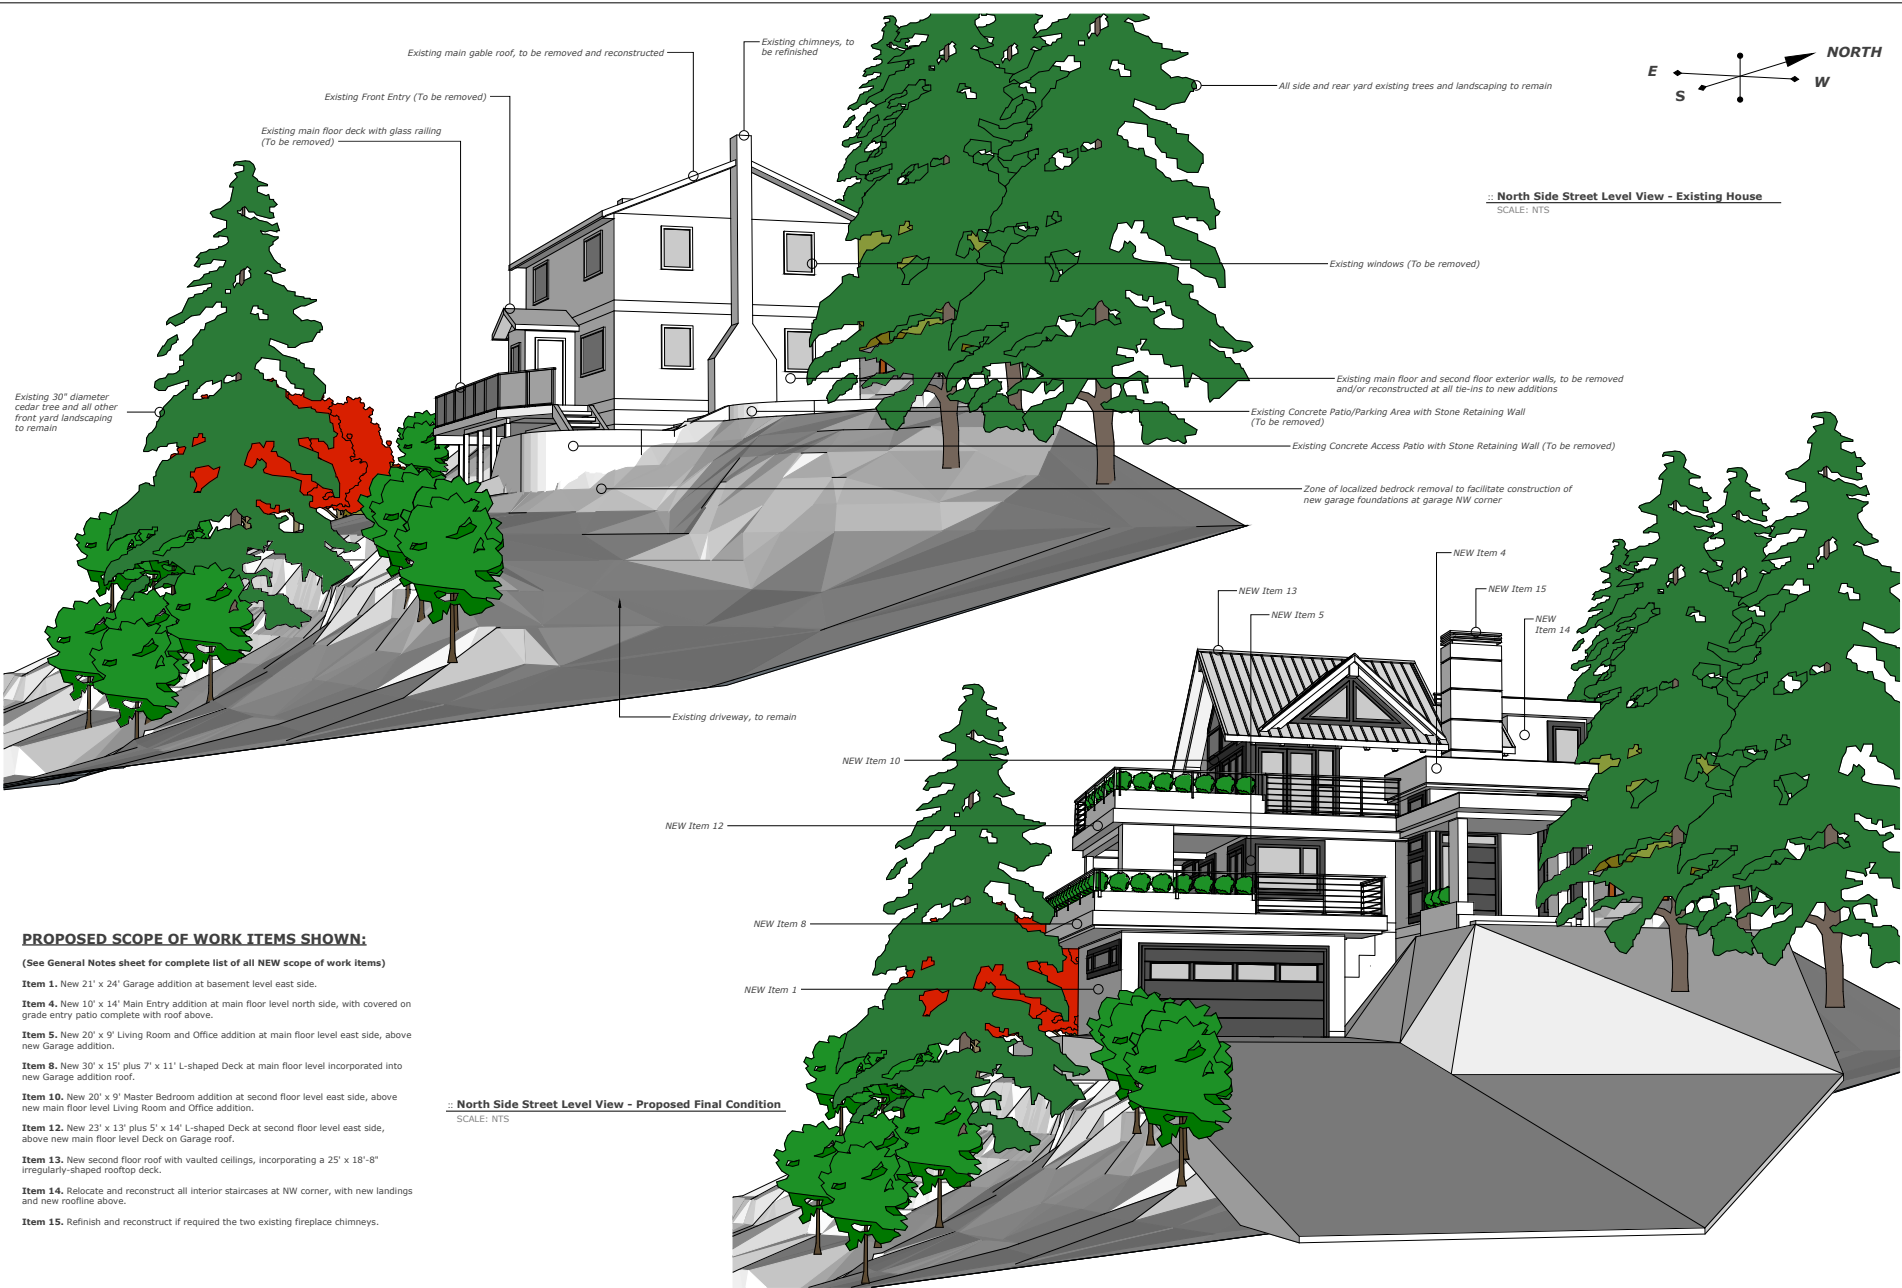 Existing main gable roof, to be removed and reconstructed
Existing chimneys, to
be refinished
Existing Front Entry (To be removed)
Existing main floor deck with glass railing
(To be removed)
All side and rear yard existing trees and landscaping to remain
NORTH
E
W
S
:: North Side Street Level View - Existing House
SCALE: NTS
Existing windows (To be removed)
Existing 30" diameter
cedar tree and all other
front yard landscaping
to remain
Existing main floor and second floor exterior walls, to be removed
and/or reconstructed at all tie-ins to new additions
Existing Concrete Patio/Parking Area with Stone Retaining Wall
(To be removed)
Existing Concrete Access Patio with Stone Retaining Wall (To be removed)
Zone of localized bedrock removal to facilitate construction of
new garage foundations at garage NW corner
Existing driveway, to remain
NEW Item 4
NEW Item 13
NEW Item 15
NEW Item 5
NEW
Item 14
NEW Item 10
NEW Item 12
NEW Item 8
NEW Item 1
PROPOSED SCOPE OF WORK ITEMS SHOWN:
(See General Notes sheet for complete list of all NEW scope of work items)
Item 1. New 21' x 24' Garage addition at basement level east side.
Item 4. New 10' x 14' Main Entry addition at main floor level north side, with covered on
grade entry patio complete with roof above.
Item 5. New 20' x 9' Living Room and Office addition at main floor level east side, above
new Garage addition.
Item 8. New 30' x 15' plus 7' x 11' L-shaped Deck at main floor level incorporated into
new Garage addition roof.
Item 10. New 20' x 9' Master Bedroom addition at second floor level east side, above
new main floor level Living Room and Office addition.
Item 12. New 23' x 13' plus 5' x 14' L-shaped Deck at second floor level east side,
above new main floor level Deck on Garage roof.
Item 13. New second floor roof with vaulted ceilings, incorporating a 25' x 18'-8"
irregularly-shaped rooftop deck.
Item 14. Relocate and reconstruct all interior staircases at NW corner, with new landings
and new roofline above.
Item 15. Refinish and reconstruct if required the two existing fireplace chimneys.
:: North Side Street Level View - Proposed Final Condition
SCALE: NTS